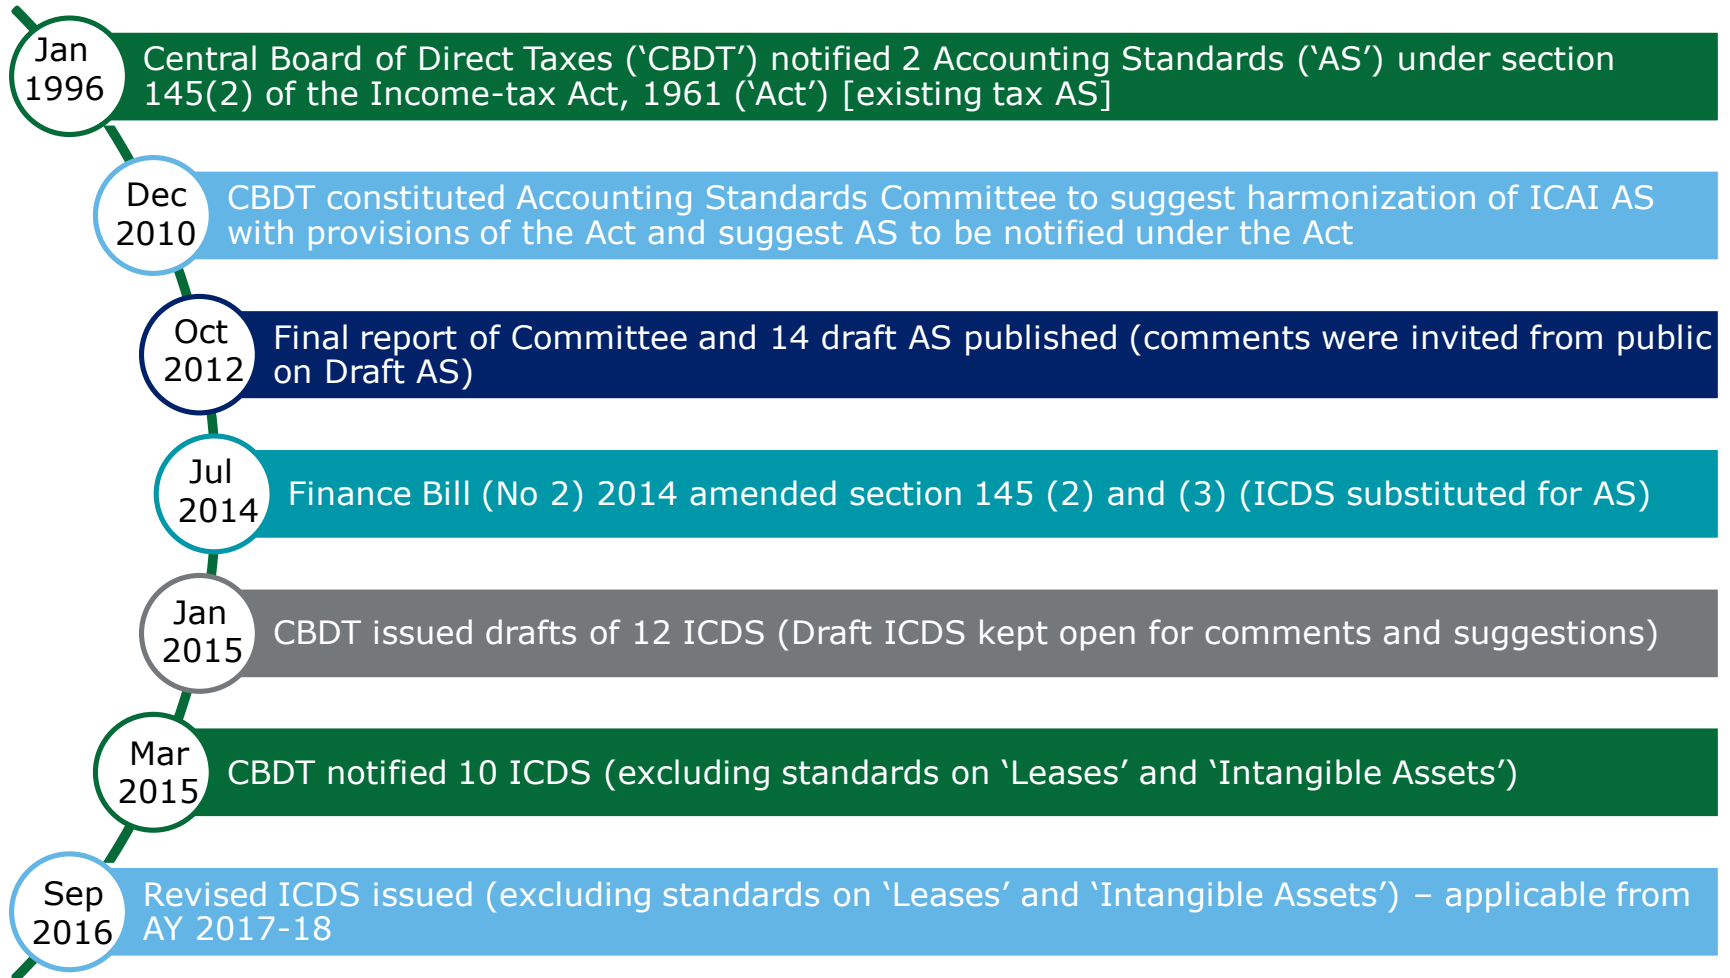 Jan
1996
Central Board of Direct Taxes (‘CBDT’) notified 2 Accounting Standards (‘AS’) under section
145(2) of the Income-tax Act, 1961 (‘Act’) [existing tax AS]
Dec
2010
CBDT constituted Accounting Standards Committee to suggest harmonization of ICAI AS
with provisions of the Act and suggest AS to be notified under the Act
Oct
2012
Final report of Committee and 14 draft AS published (comments were invited from public
on Draft AS)
Jul
2014
Finance Bill (No 2) 2014 amended section 145 (2) and (3) (ICDS substituted for AS)
Jan
2015
CBDT issued drafts of 12 ICDS (Draft ICDS kept open for comments and suggestions)
Mar
2015
CBDT notified 10 ICDS (excluding standards on ‘Leases’ and ‘Intangible Assets’)
Sep
2016
Revised ICDS issued (excluding standards on ‘Leases’ and ‘Intangible Assets’) – applicable from
AY 2017-18